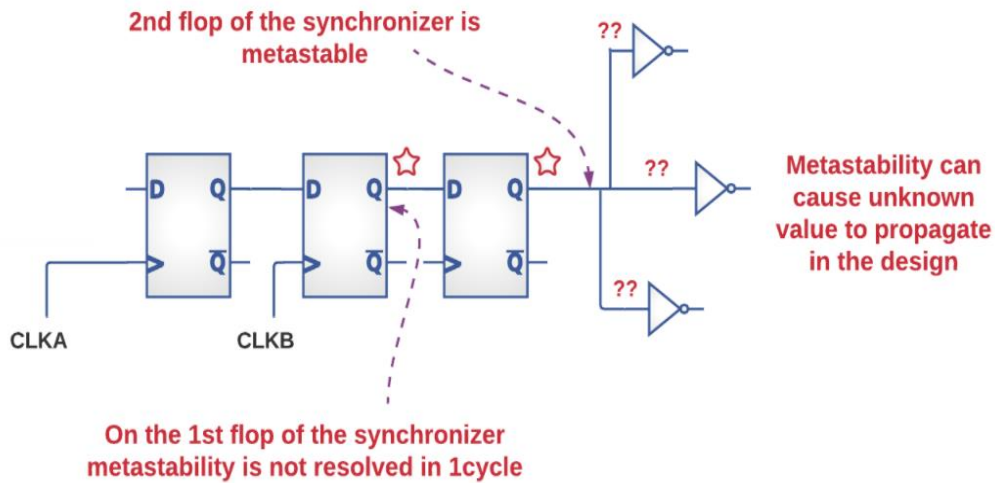 2nd flop of the synchronizer is
metastable
??
??
??
D Q
D Q
D Q
Q
Q
Q
CLKA
CLKB
Metastability can
cause unknown
value to propagate
in the design
On the 1st flop of the synchronizer
metastability is not resolved in 1cycle